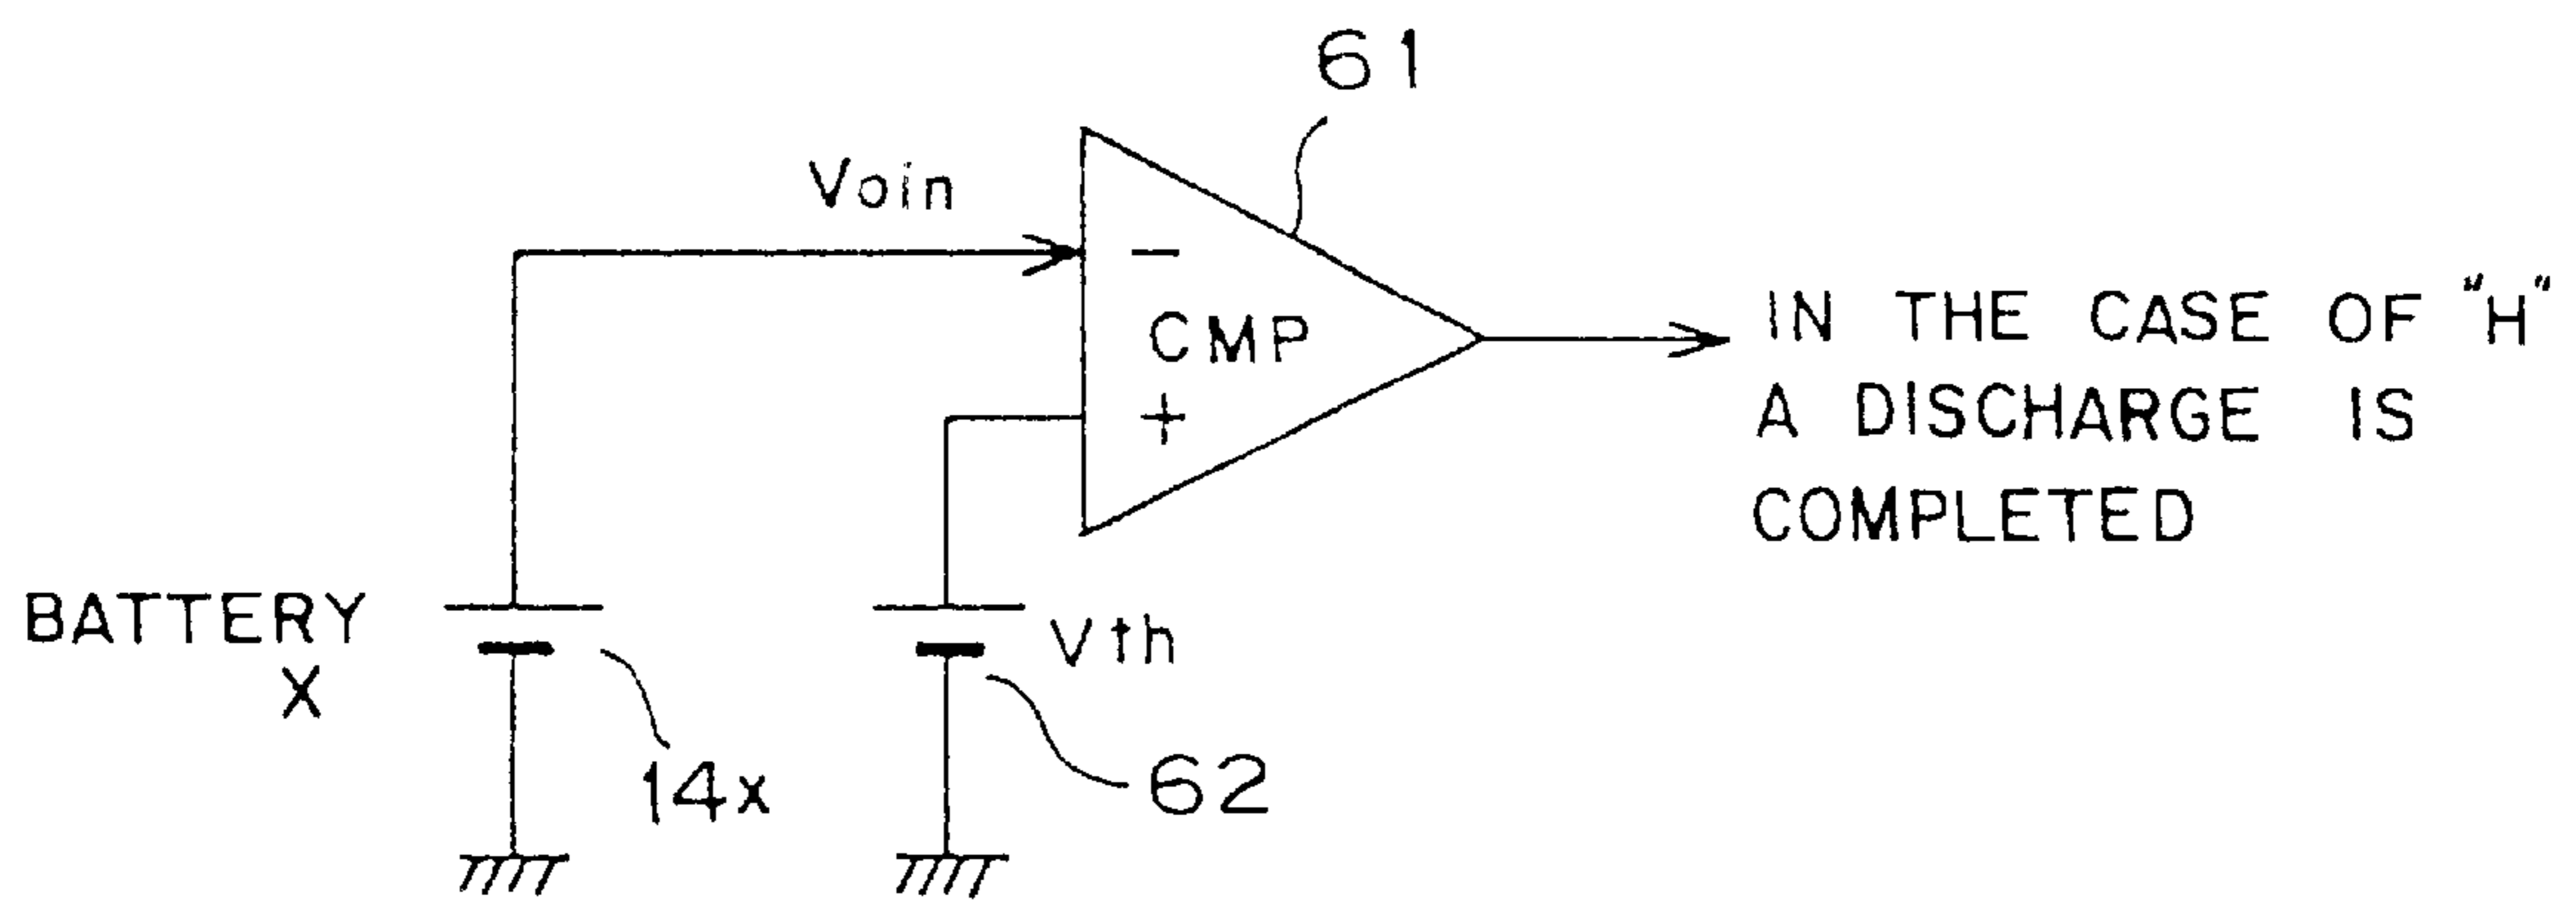 61
Voin
−
CMP
+
IN THE CASE OF "H"
A DISCHARGE IS
COMPLETED
BATTERY
X
Vth
14x
62